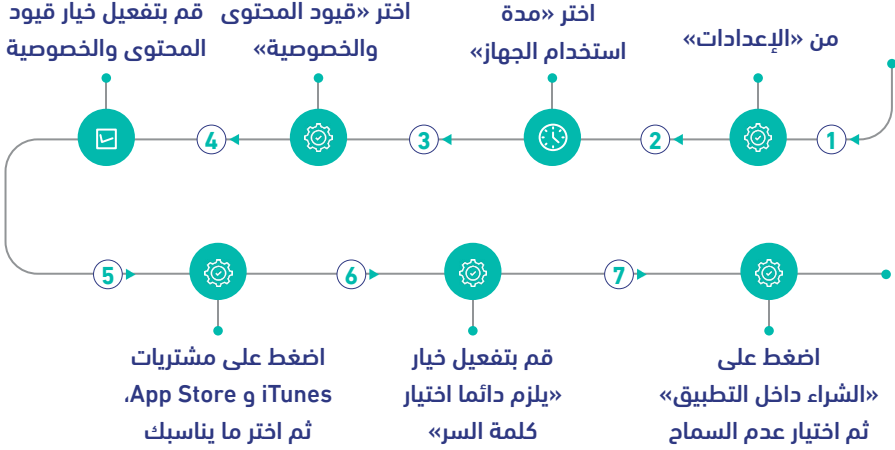 من «الإعدادات»
1
اختر «مدة
استخدام الجهاز»
2
اختر «قيود المحتوى
والخصوصية»
3
قم بتفعيل خيار قيود
المحتوى والخصوصية
4
5
اضغط على مشتريات
iTunes و App Store،
ثم اختر ما يناسبك
6
قم بتفعيل خيار
«يلزم دائما اختيار
كلمة السر»
7
اضغط على
«الشراء داخل التطبيق»
ثم اختيار عدم السماح